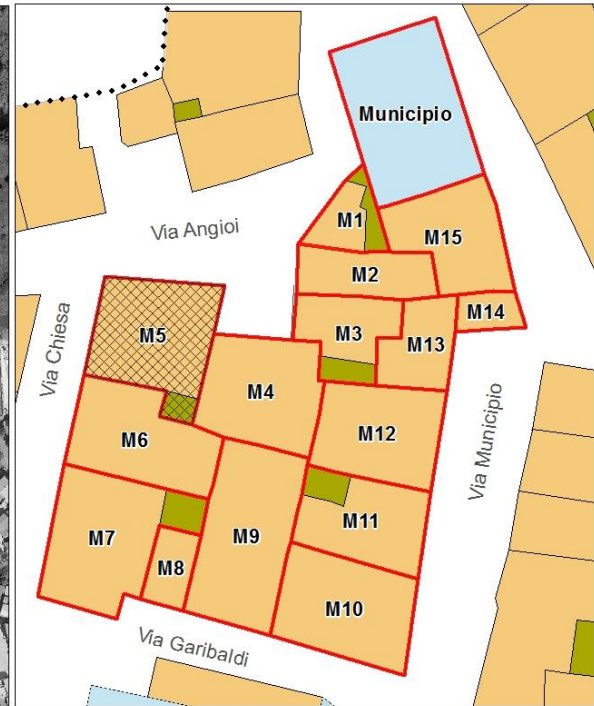 Municipio
M1
Via Angioi
M15
M2
M14
M3
M13
M5
Via Chiesa
M4
Via Municipio
M12
M6
M11
M9
M7
M8
M10
Via Garibaldi